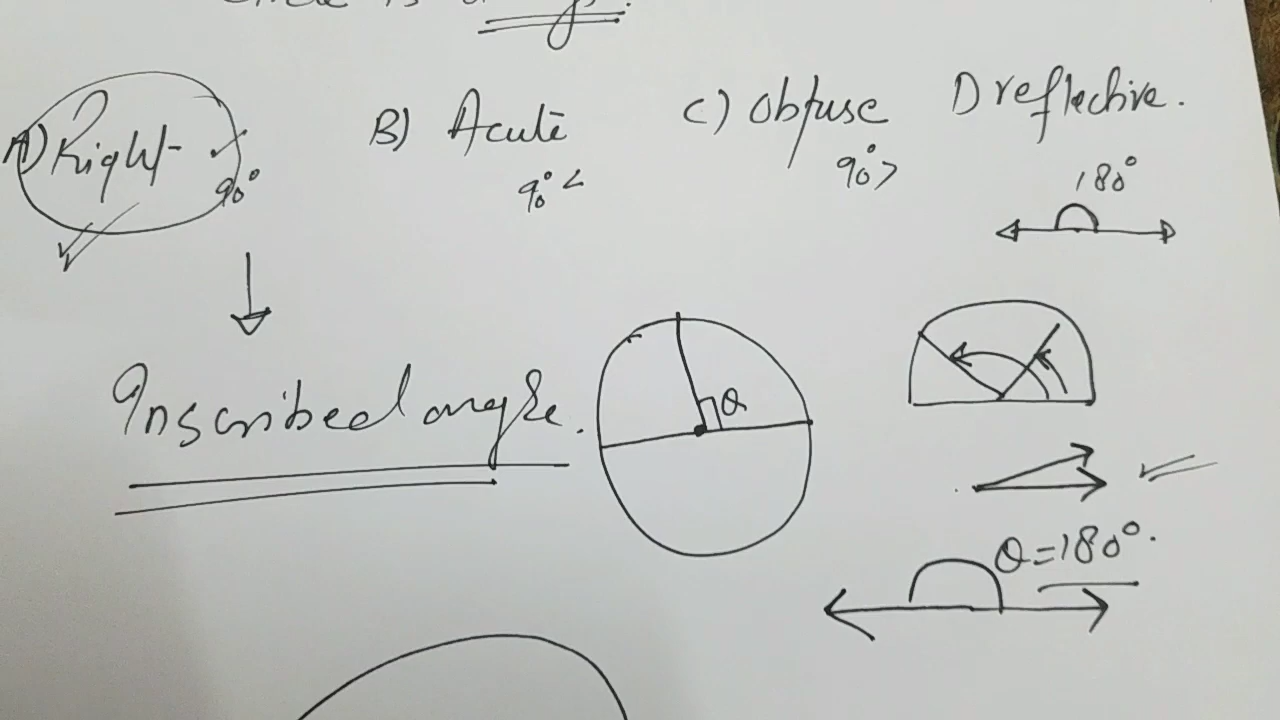 A) Right B) Acute C) Obtuse D reflective.
90° 90° < 90° > 180°
Inscribed angle.
θ
θ = 180°.